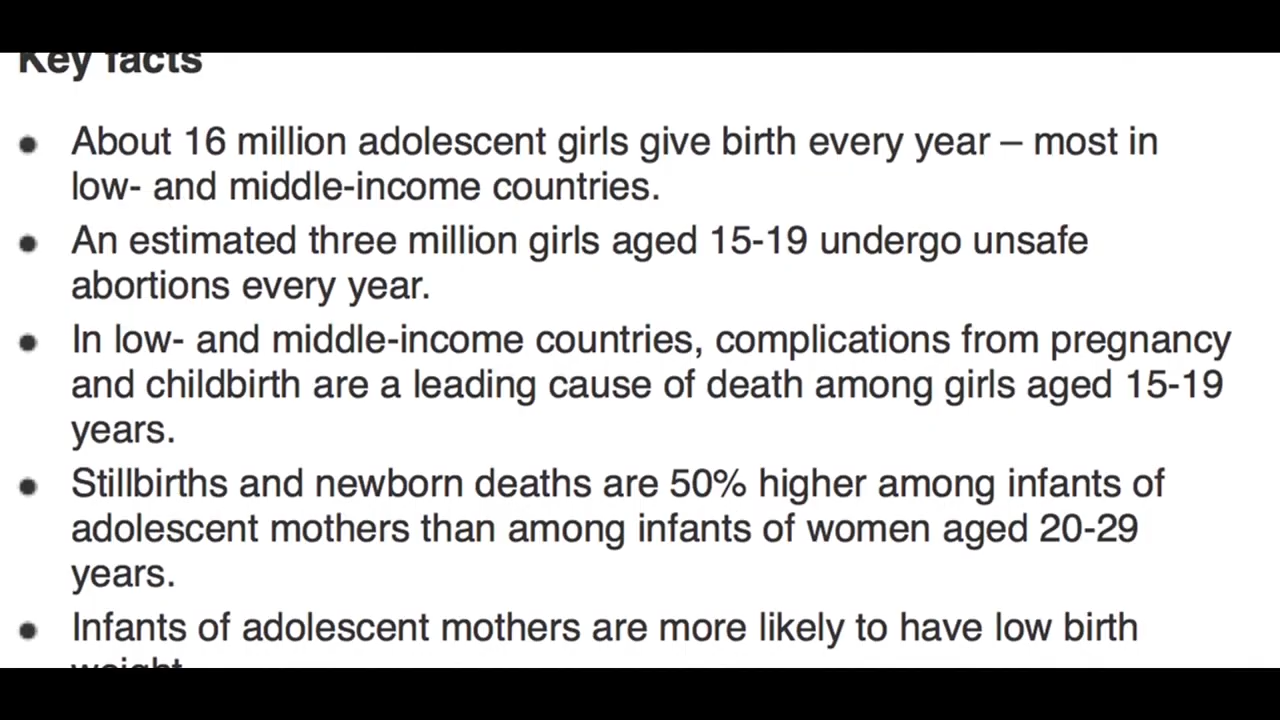 Key facts
• About 16 million adolescent girls give birth every year – most in
low- and middle-income countries.
• An estimated three million girls aged 15-19 undergo unsafe
abortions every year.
• In low- and middle-income countries, complications from pregnancy
and childbirth are a leading cause of death among girls aged 15-19
years.
• Stillbirths and newborn deaths are 50% higher among infants of
adolescent mothers than among infants of women aged 20-29
years.
• Infants of adolescent mothers are more likely to have low birth
weight.